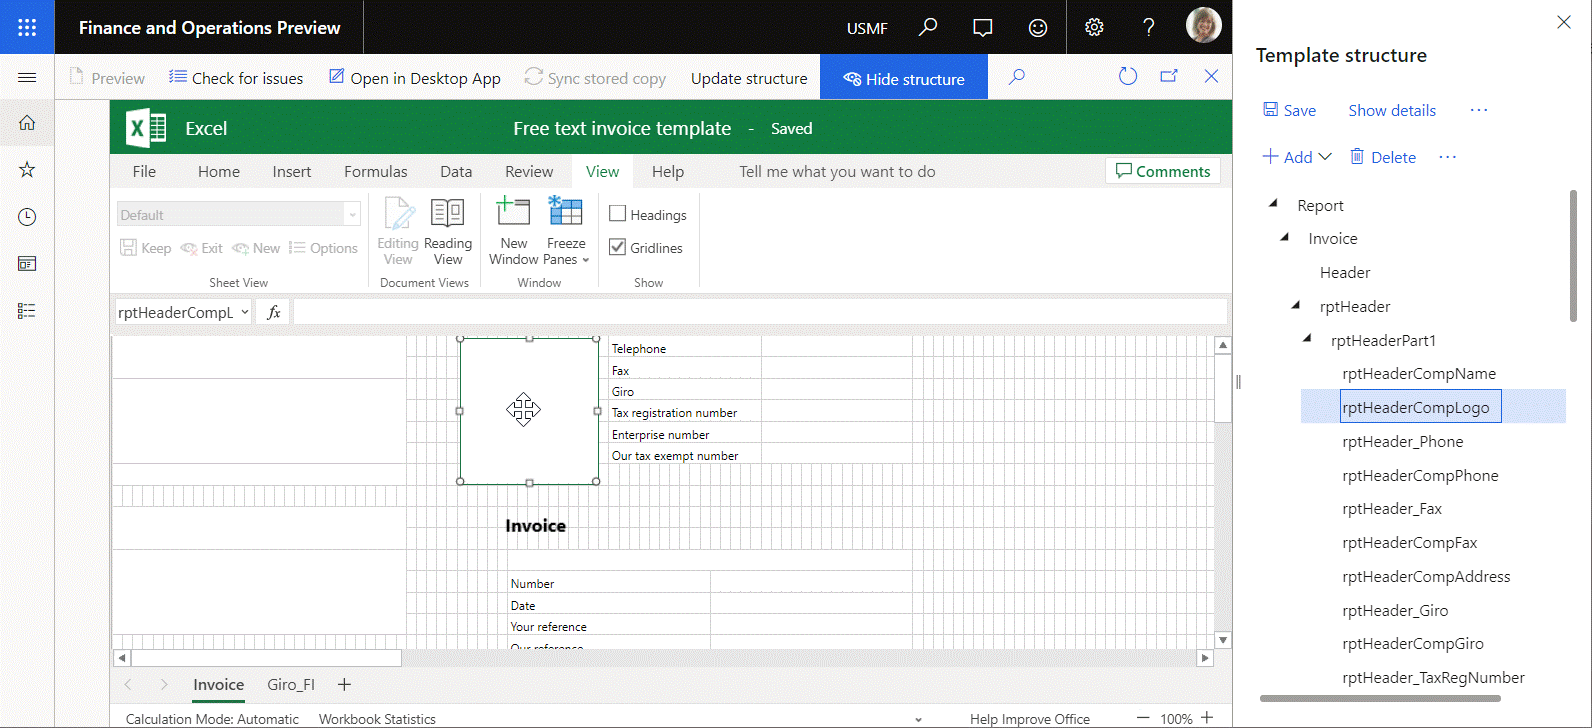 Finance and Operations Preview
USMF
Preview
Check for issues
Open in Desktop App
Sync stored copy
Update structure
Hide structure
Excel
Free text invoice template - Saved
File Home Insert Formulas Data Review View Help Tell me what you want to do
Comments
Default
Keep Exit New Options
Sheet View
Editing View
Reading View
Document Views
New Window
Freeze Panes
Window
Headings
Gridlines
Show
rptHeaderCompL
fx
Telephone
Fax
Giro
Tax registration number
Enterprise number
Our tax exempt number
Invoice
Number
Date
Your reference
Our reference
Invoice Giro_FI +
Calculation Mode: Automatic Workbook Statistics
Help Improve Office
100%
Template structure
Save Show details ...
Add Delete ...
Report
Invoice
Header
rptHeader
rptHeaderPart1
rptHeaderCompName
rptHeaderCompLogo
rptHeader_Phone
rptHeaderCompPhone
rptHeader_Fax
rptHeaderCompFax
rptHeaderCompAddress
rptHeader_Giro
rptHeaderCompGiro
rptHeader_TaxRegNumber